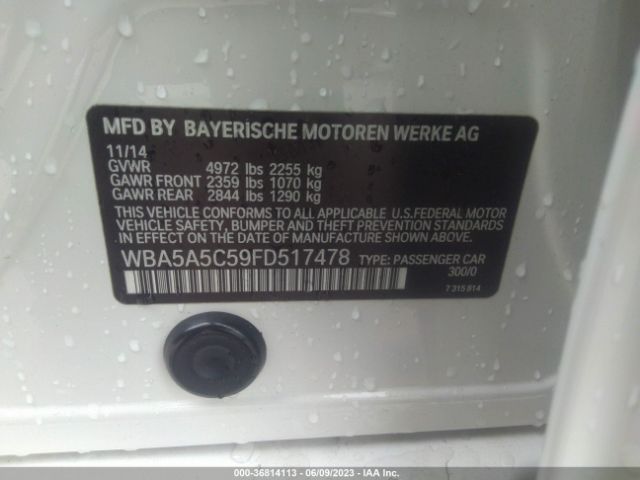 MFD BY BAYERISCHE MOTOREN WERKE AG
11/14
GVWR 4972 lbs 2255 kg
GAWR FRONT 2359 lbs 1070 kg
GAWR REAR 2844 lbs 1290 kg
THIS VEHICLE CONFORMS TO ALL APPLICABLE U.S.FEDERAL MOTOR
VEHICLE SAFETY, BUMPER, AND THEFT PREVENTION STANDARDS
IN EFFECT ON THE DATE OF MANUFACTURE SHOWN ABOVE.
WBA5A5C59FD517478 TYPE: PASSENGER CAR
300/0
7 315 814
© - 36814113 - 06/09/2023 - IAA Inc.